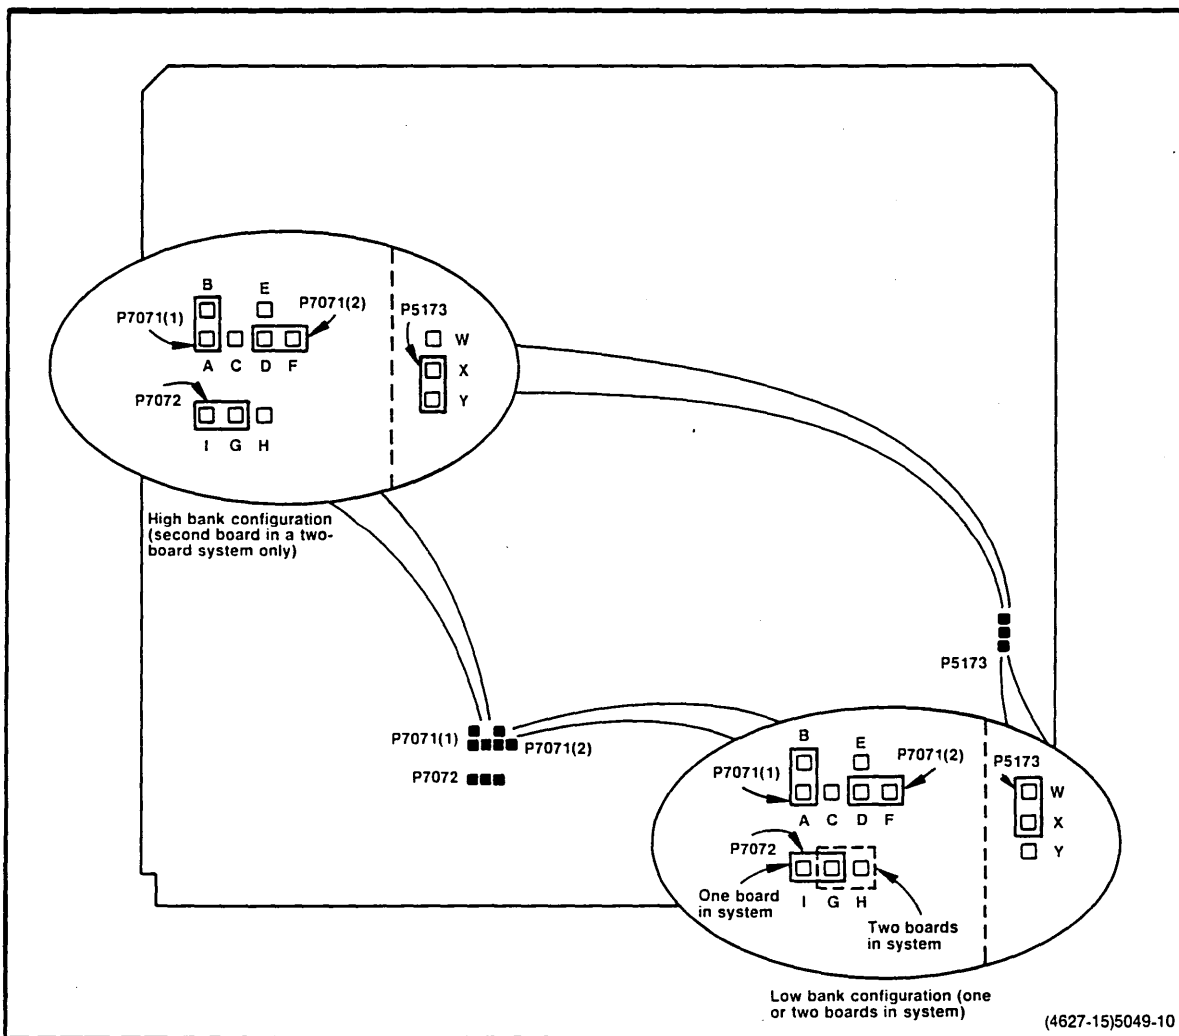 B
E
P7071(1)
P7071(2)
P5173
W
A C D F
X
P7072
Y
I G H
High bank configuration
(second board in a two-
board system only)
P5173
P7071(1)
P7071(2)
P7072
B
E
P7071(1)
P7071(2)
P5173
W
A C D F
X
P7072
Y
One board
in system
I G H
Two boards
in system
Low bank configuration (one
or two boards in system)
(4627-15)5049-10